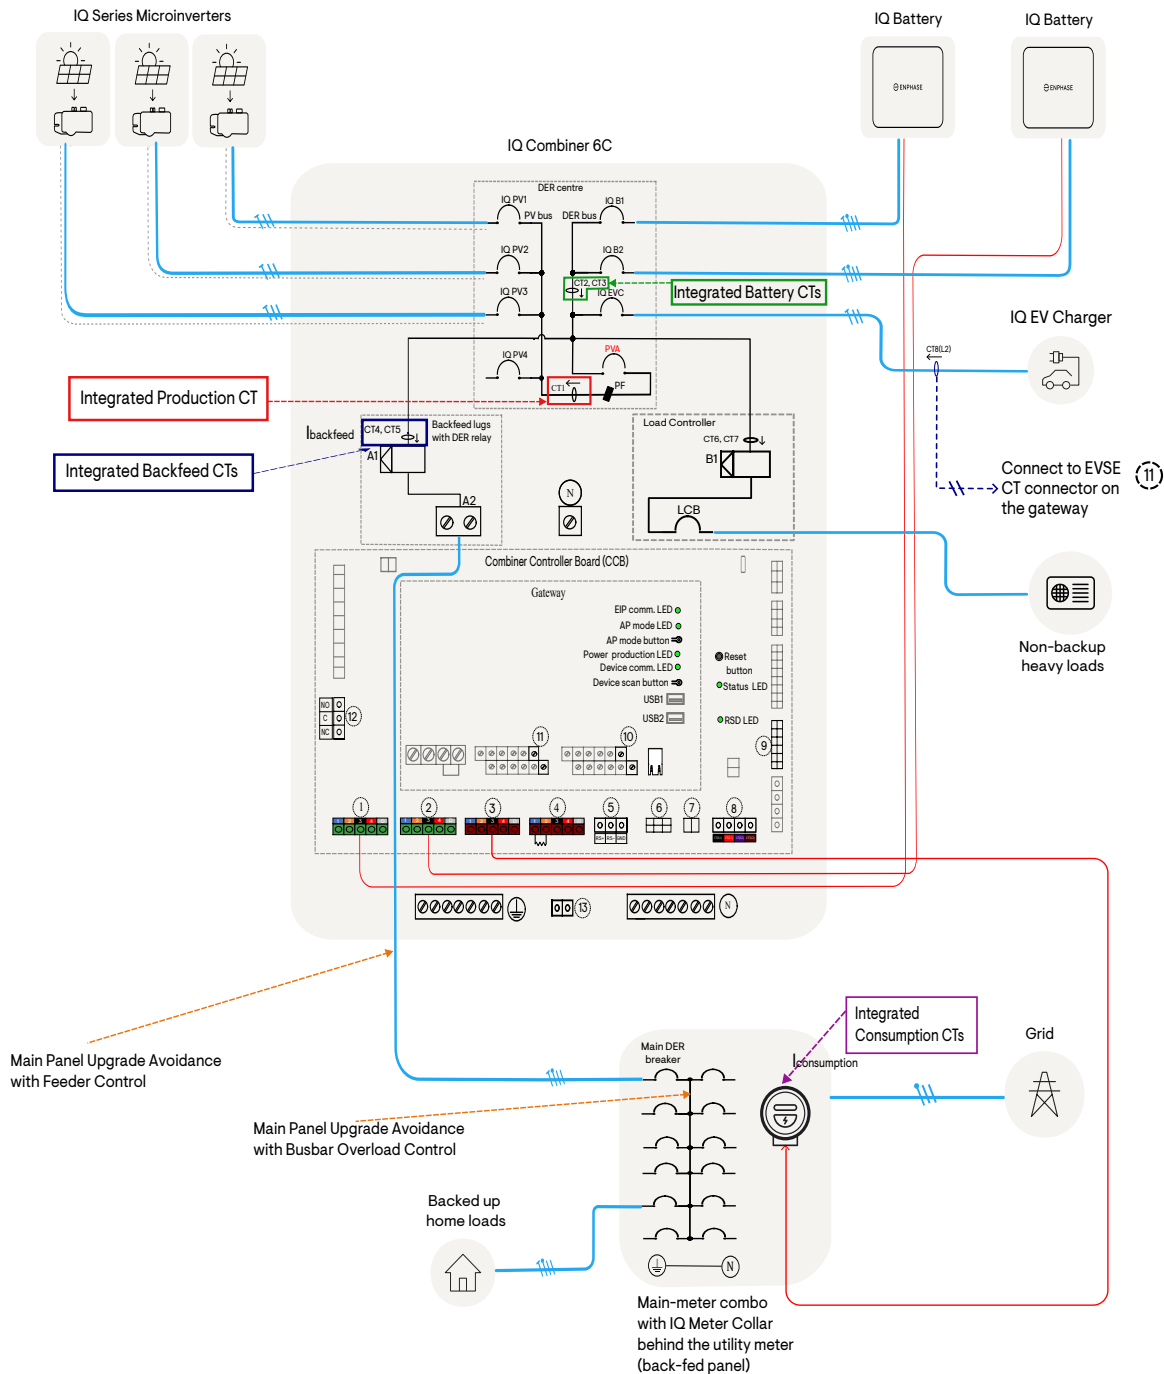 IQ Series Microinverters
IQ Battery
IQ Battery
ENPHASE
ENPHASE
IQ Combiner 6C
DER centre
IQ PV1
PV bus
DER bus
IQ B1
IQ PV2
IQ B2
CT2, CT3
Integrated Battery CTs
IQ PV3
IQ EVC
IQ EV Charger
CT8(L2)
IQ PV4
PVA
CT1
PF
Integrated Production CT
Ibackfeed
CT4, CT5
Backfeed lugs
with DER relay
A1
Integrated Backfeed CTs
A2
N
Load Controller
CT6, CT7
B1
LCB
Connect to EVSE
CT connector on
the gateway
11
Non-backup
heavy loads
Combiner Controller Board (CCB)
Gateway
EIP comm. LED
AP mode LED
AP mode button
Power production LED
Device comm. LED
Device scan button
USB1
USB2
Reset
button
Status LED
RSD LED
NO
C
NC
12
11
10
9
1
2
3
4
5
6
7
8
RS+ RS- GND
13
N
Main Panel Upgrade Avoidance
with Feeder Control
Main Panel Upgrade Avoidance
with Busbar Overload Control
Main DER
breaker
Integrated
Consumption CTs
Iconsumption
Grid
Backed up
home loads
N
Main-meter combo
with IQ Meter Collar
behind the utility meter
(back-fed panel)